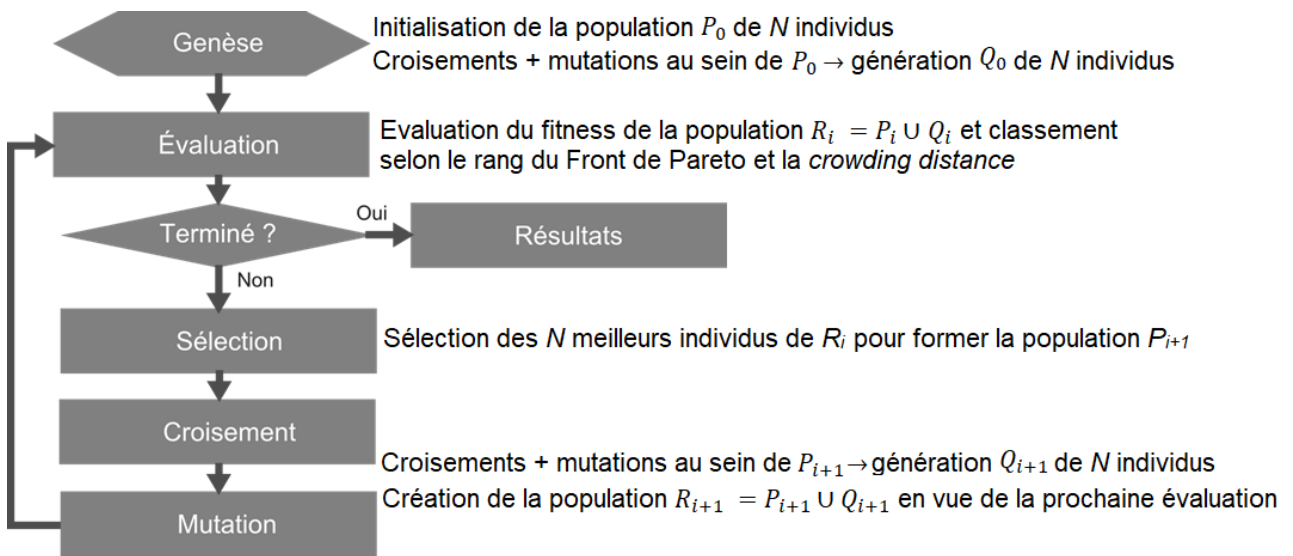 Genèse
Initialisation de la population P₀ de N individus
Croisements + mutations au sein de P₀ → génération Q₀ de N individus
Évaluation
Evaluation du fitness de la population Rᵢ = Pᵢ ∪ Qᵢ et classement
selon le rang du Front de Pareto et la crowding distance
Terminé ?
Oui
Résultats
Non
Sélection
Sélection des N meilleurs individus de Rᵢ pour former la population Pᵢ₊₁
Croisement
Croisements + mutations au sein de Pᵢ₊₁→génération Qᵢ₊₁ de N individus
Création de la population Rᵢ₊₁ = Pᵢ₊₁ ∪ Qᵢ₊₁ en vue de la prochaine évaluation
Mutation